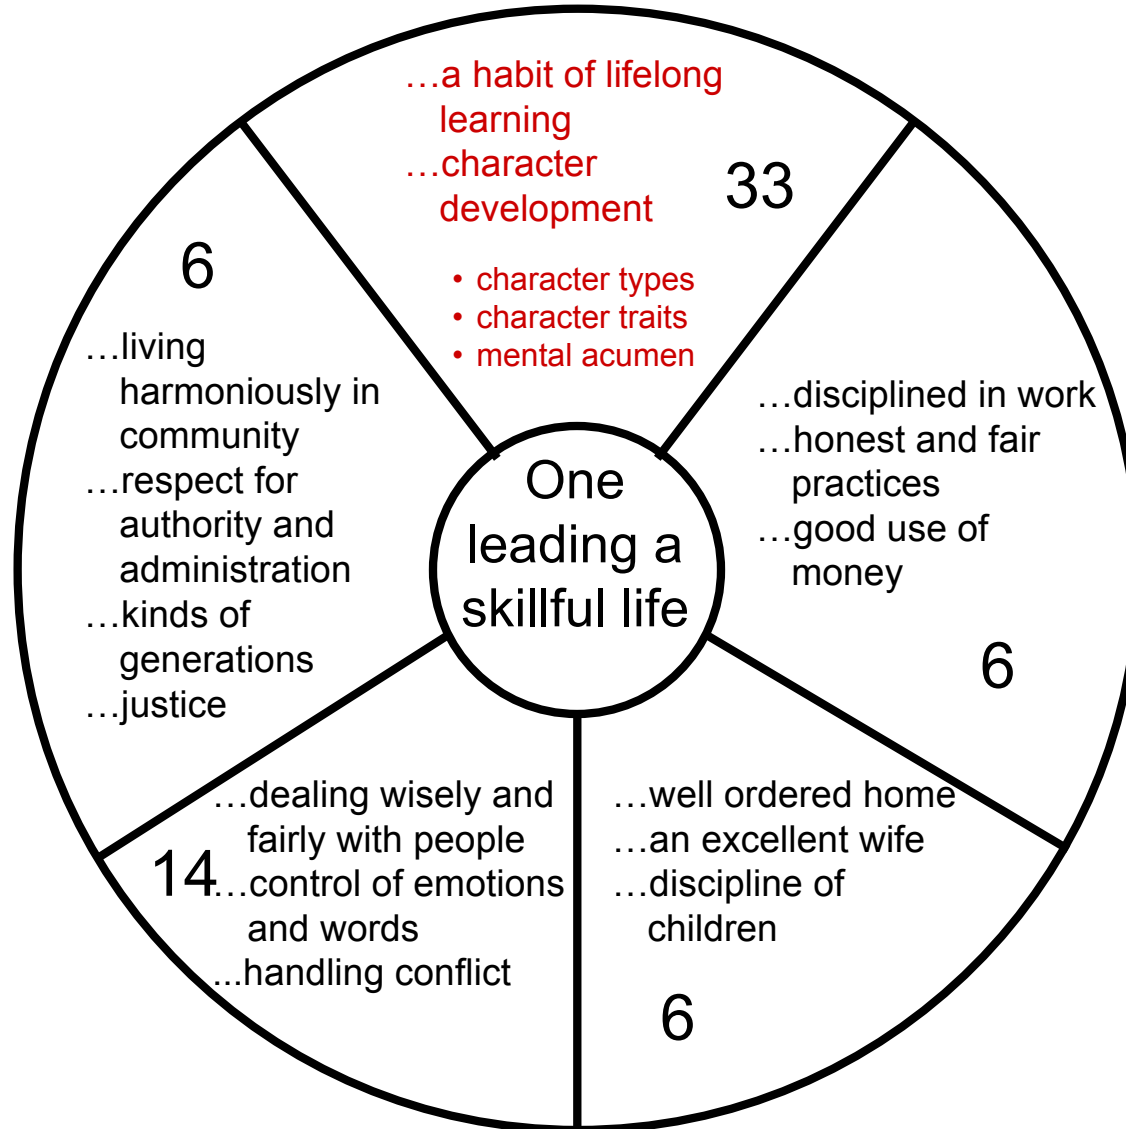 …a habit of lifelong
learning
…character
development
• character types
• character traits
• mental acumen
33
…disciplined in work
…honest and fair
practices
…good use of
money
6
…well ordered home
…an excellent wife
…discipline of
children
6
…dealing wisely and
fairly with people
…control of emotions
and words
...handling conflict
14
6
…living
harmoniously in
community
…respect for
authority and
administration
…kinds of
generations
…justice
One
leading a
skillful life